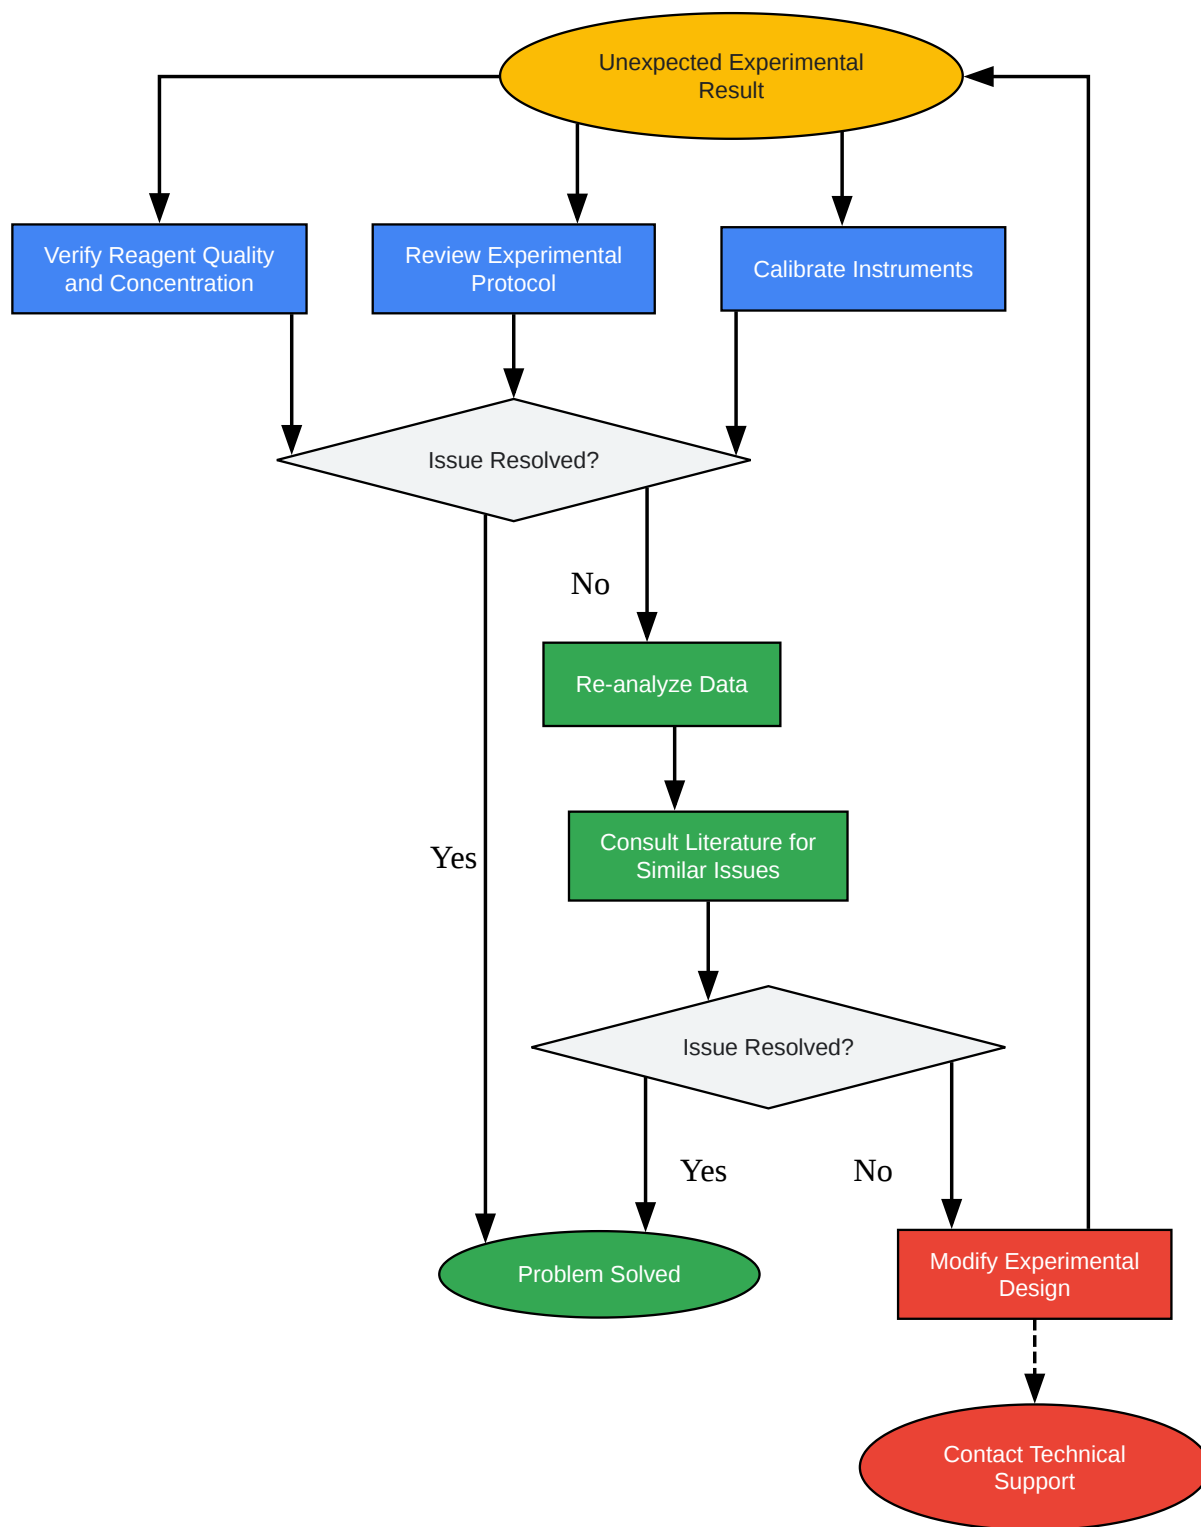 Unexpected Experimental
Result
Verify Reagent Quality
and Concentration
Review Experimental
Protocol
Calibrate Instruments
Issue Resolved?
No
Re-analyze Data
Yes
Consult Literature for
Similar Issues
Issue Resolved?
Yes
No
Problem Solved
Modify Experimental
Design
Contact Technical
Support